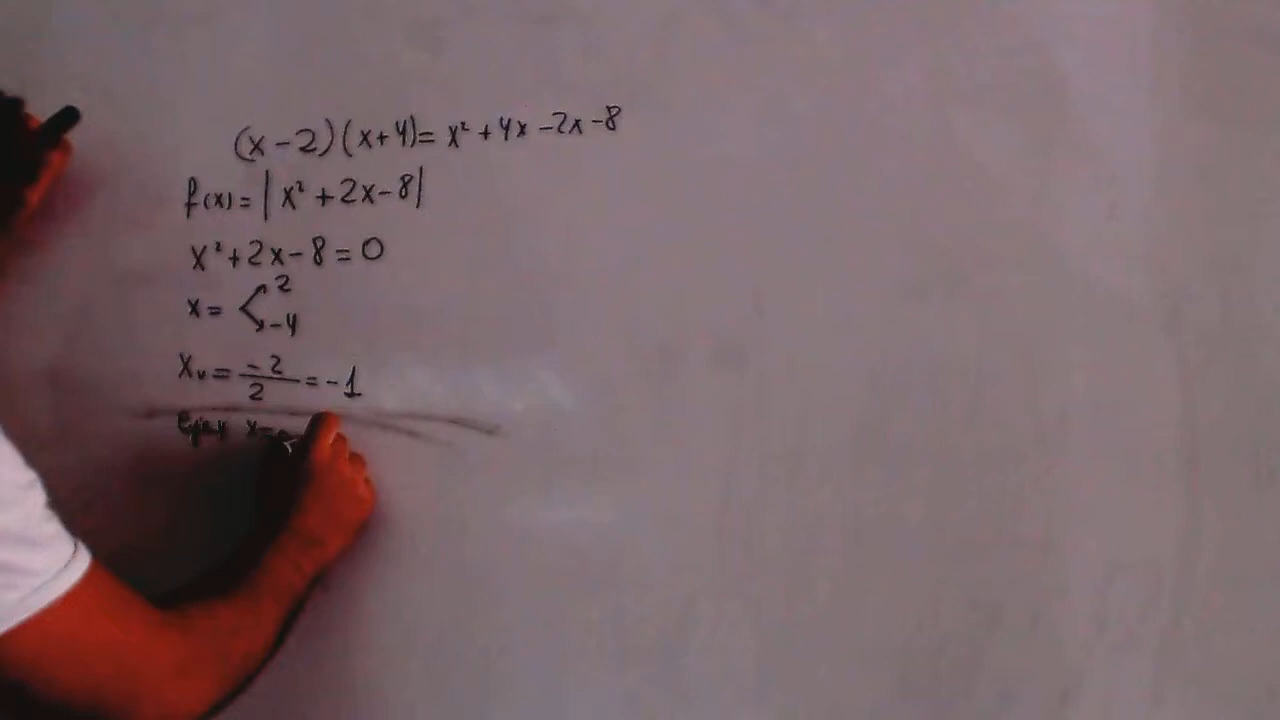 (x-2)(x+4)= x² + 4x -2x -8
f(x) = | x² + 2x - 8|
x² + 2x - 8 = 0
x = < 2
-4
Xv = -2/2 = -1
Eje y x=